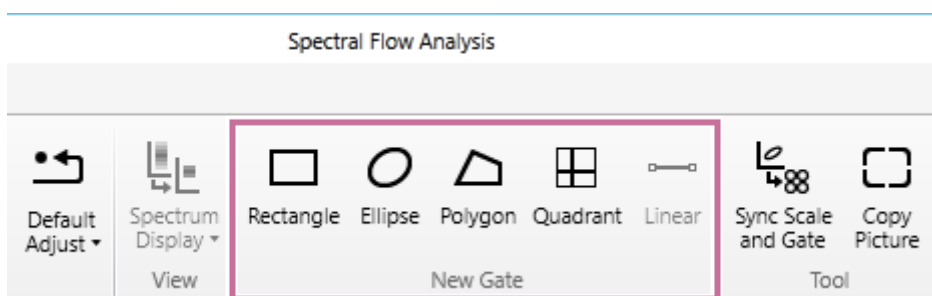 Spectral Flow Analysis
Default
Adjust
Spectrum
Display
View
Rectangle
Ellipse
Polygon
Quadrant
Linear
New Gate
Sync Scale
and Gate
Copy
Picture
Tool